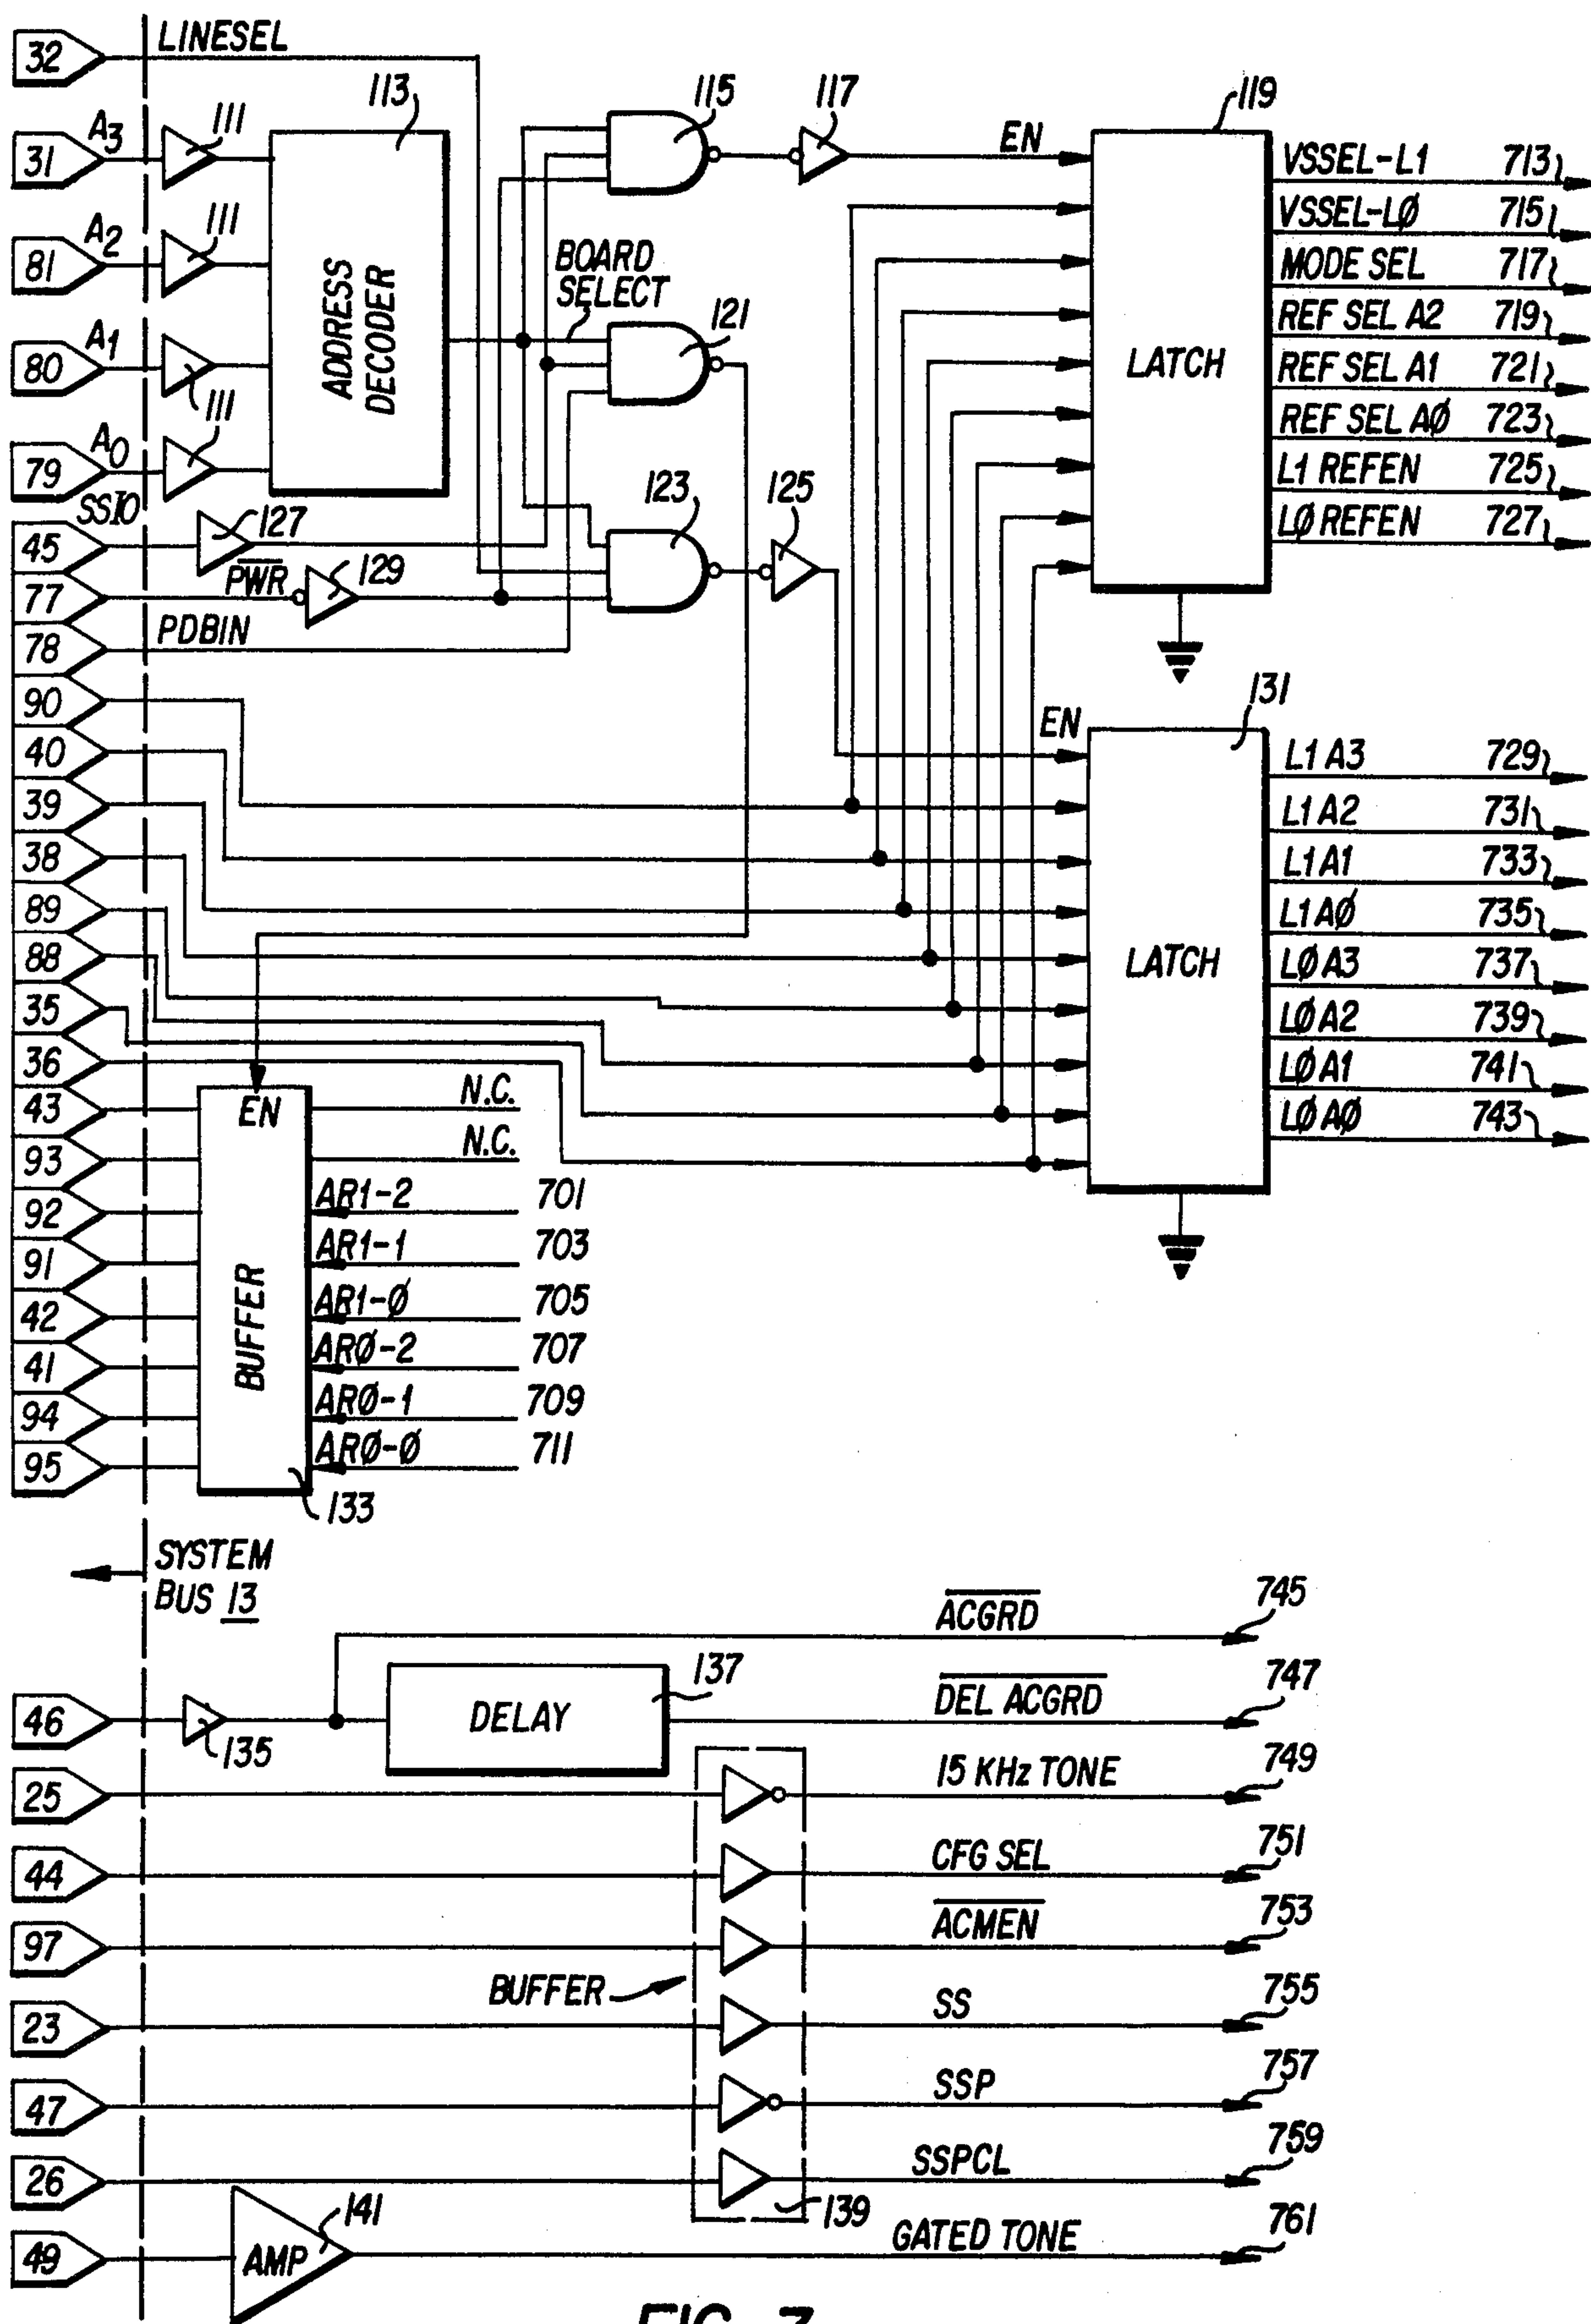 32 LINESEL
113
115
117
119
31 A3 111
EN
VSSEL-L1 713
VSSEL-LØ 715
81 A2 111
BOARD
SELECT
MODE SEL 717
121
REF SEL A2 719
ADDRESS
DECODER
80 A1 111
LATCH
REF SEL A1 721
REF SEL AØ 723
79 A0 111
123
125
L1 REFEN 725
SSIO
45 127
LØ REFEN 727
77 PWR 129
78 PDBIN
90
131
EN
40
L1 A3 729
39
L1 A2 731
38
L1 A1 733
89
L1 AØ 735
88
LATCH
LØ A3 737
35
LØ A2 739
36
LØ A1 741
43 EN N.C.
LØ AØ 743
93 N.C.
92 AR1-2 701
91 AR1-1 703
42 AR1-Ø 705
BUFFER
41 ARØ-2 707
94 ARØ-1 709
95 ARØ-Ø 711
133
SYSTEM
BUS 13
ACGRD 745
46 135 DELAY 137 DEL ACGRD 747
25 15 KHz TONE 749
44 CFG SEL 751
97 ACMEN 753
BUFFER
23 SS 755
47 SSP 757
26 SSPCL 759
139
49 AMP 141 GATED TONE 761